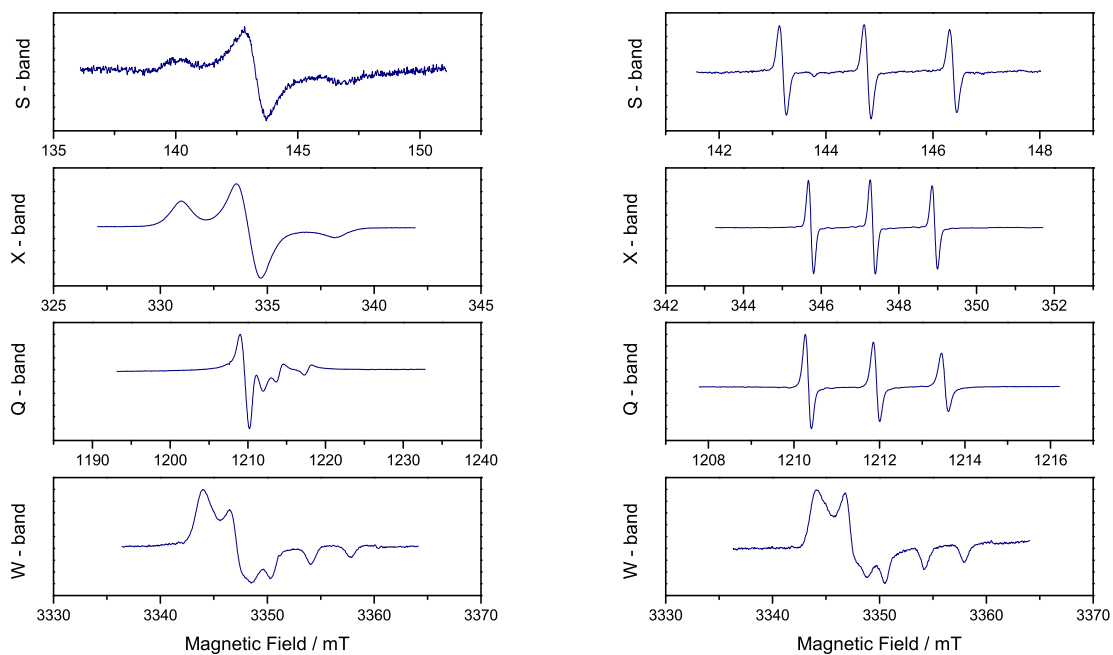 S - band
135 140 145 150
S - band
142 144 146 148
X - band
325 330 335 340 345
X - band
342 344 346 348 350 352
Q - band
1190 1200 1210 1220 1230 1240
Q - band
1208 1210 1212 1214 1216
W - band
3330 3340 3350 3360 3370
Magnetic Field / mT
W - band
3330 3340 3350 3360 3370
Magnetic Field / mT